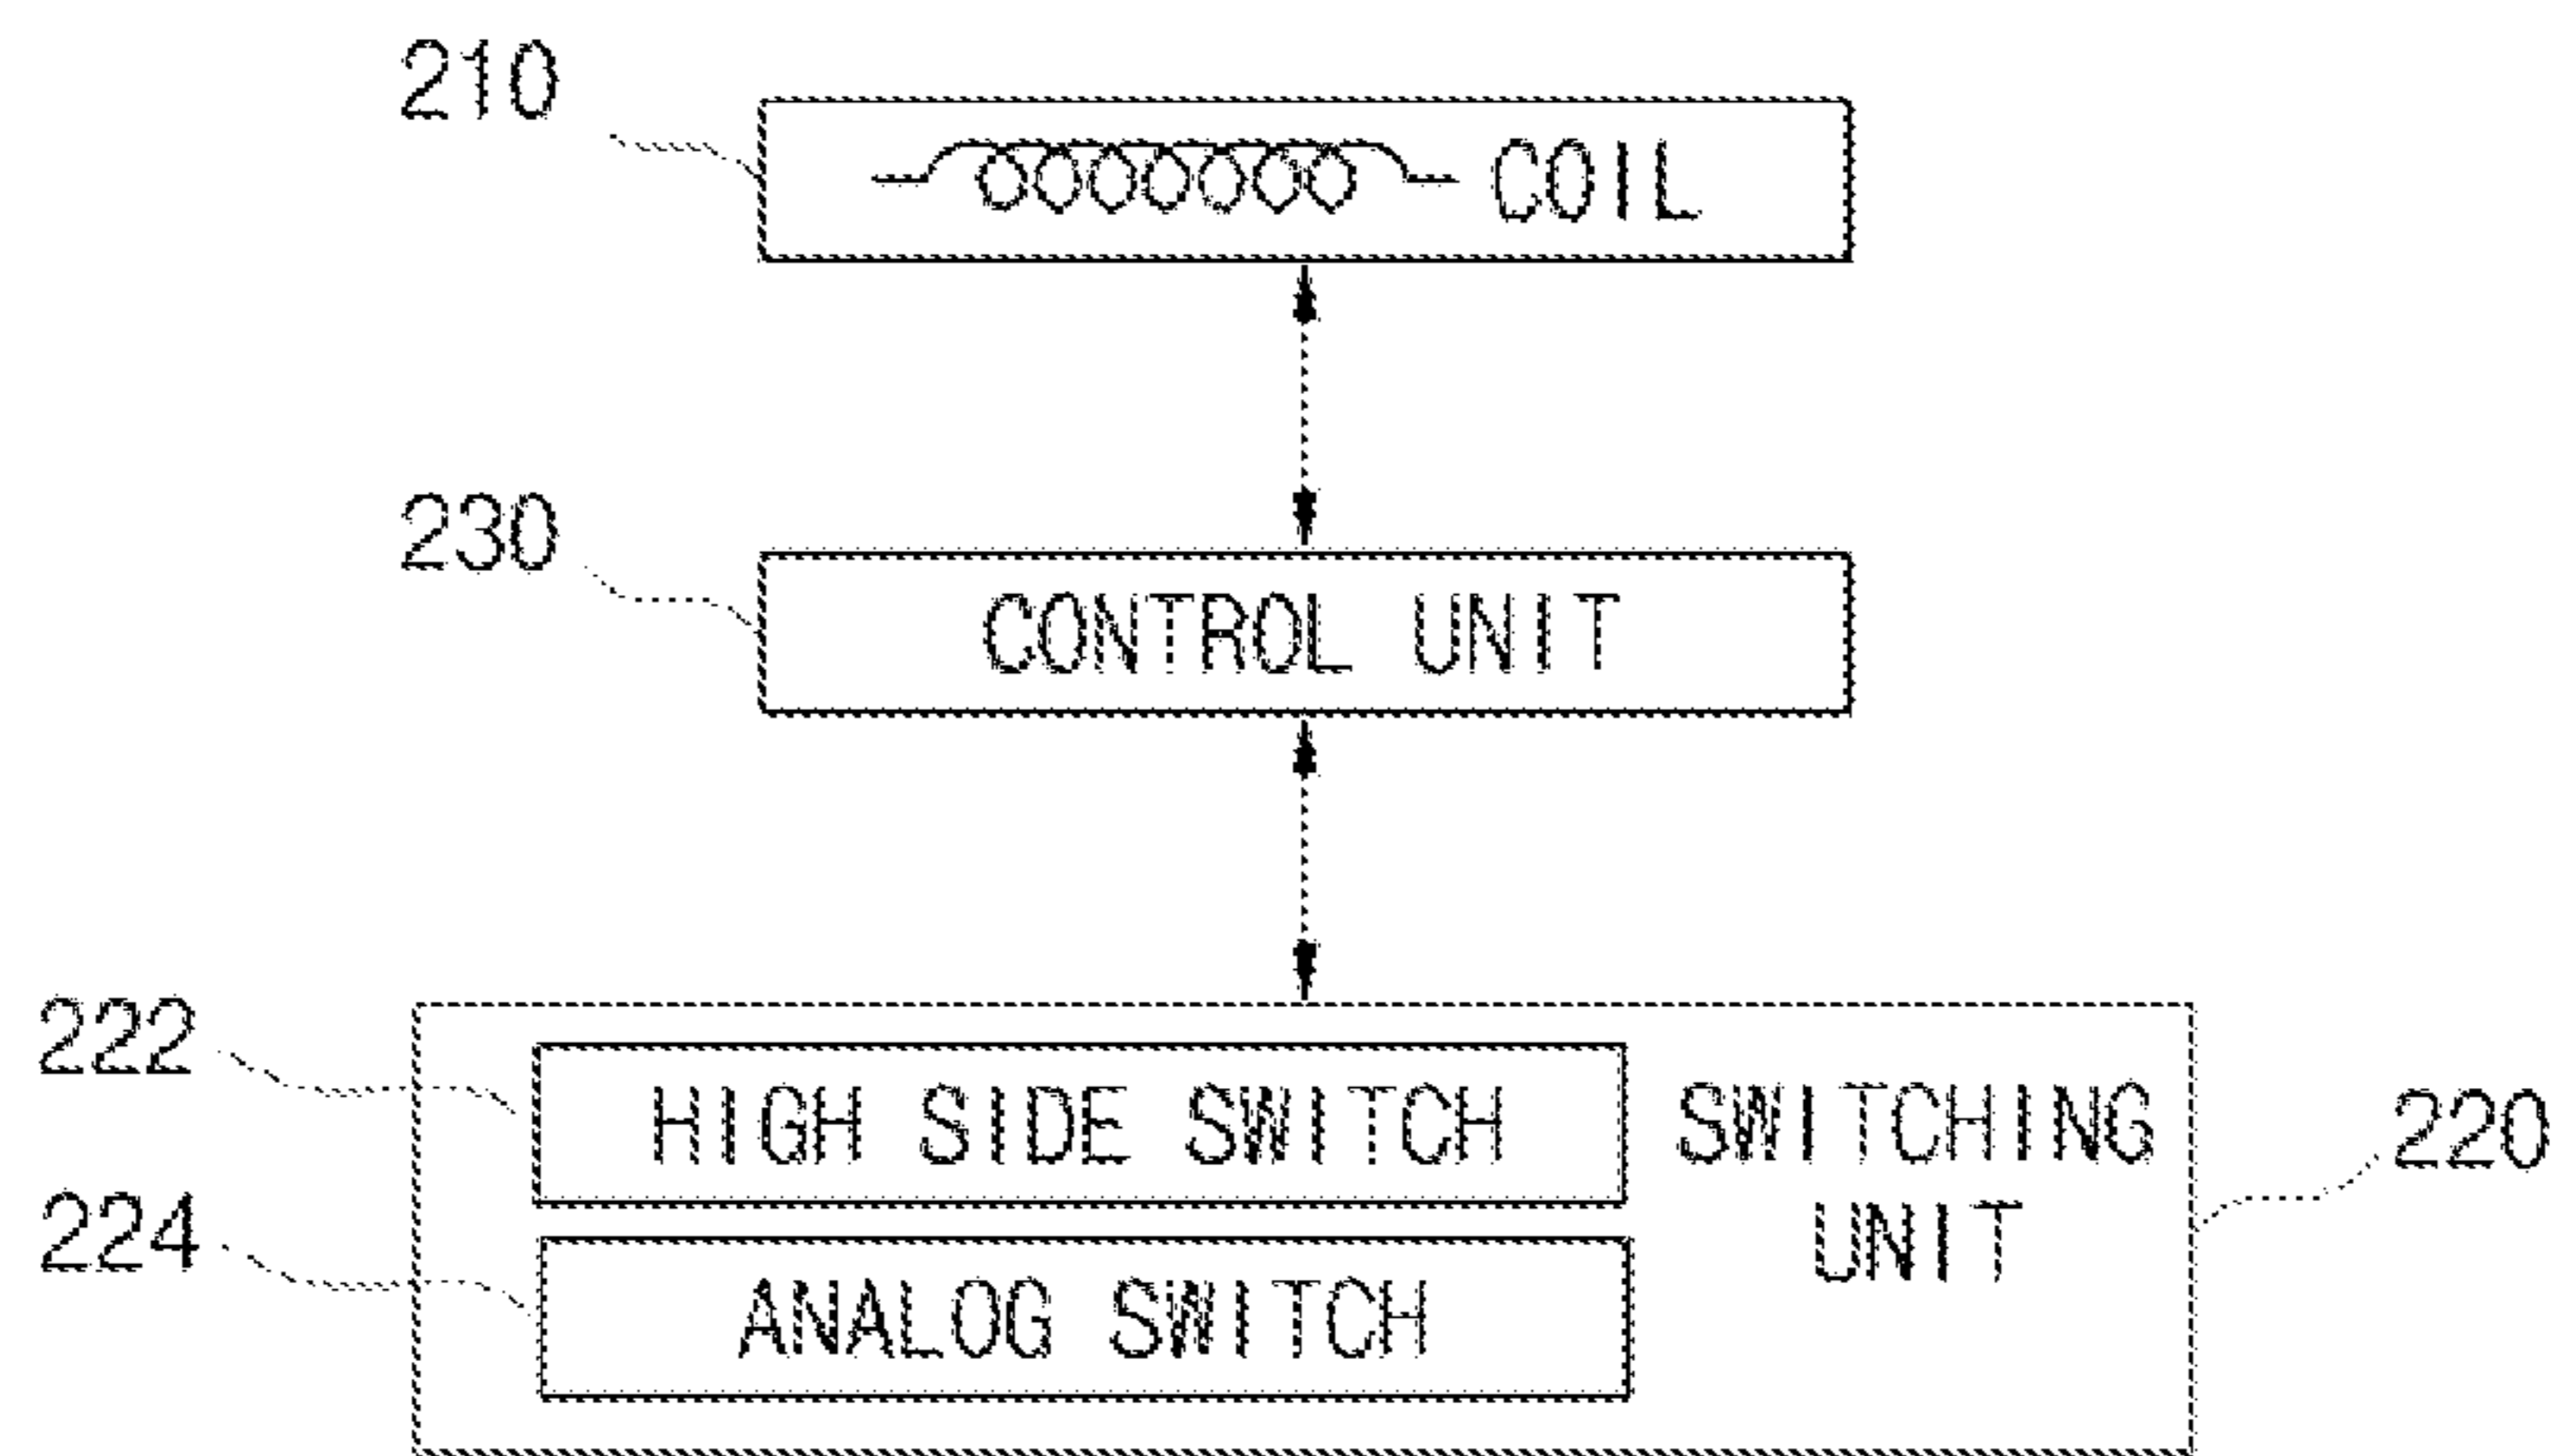 210
COIL
230
CONTROL UNIT
222
HIGH SIDE SWITCH
SWITCHING
UNIT
220
224
ANALOG SWITCH